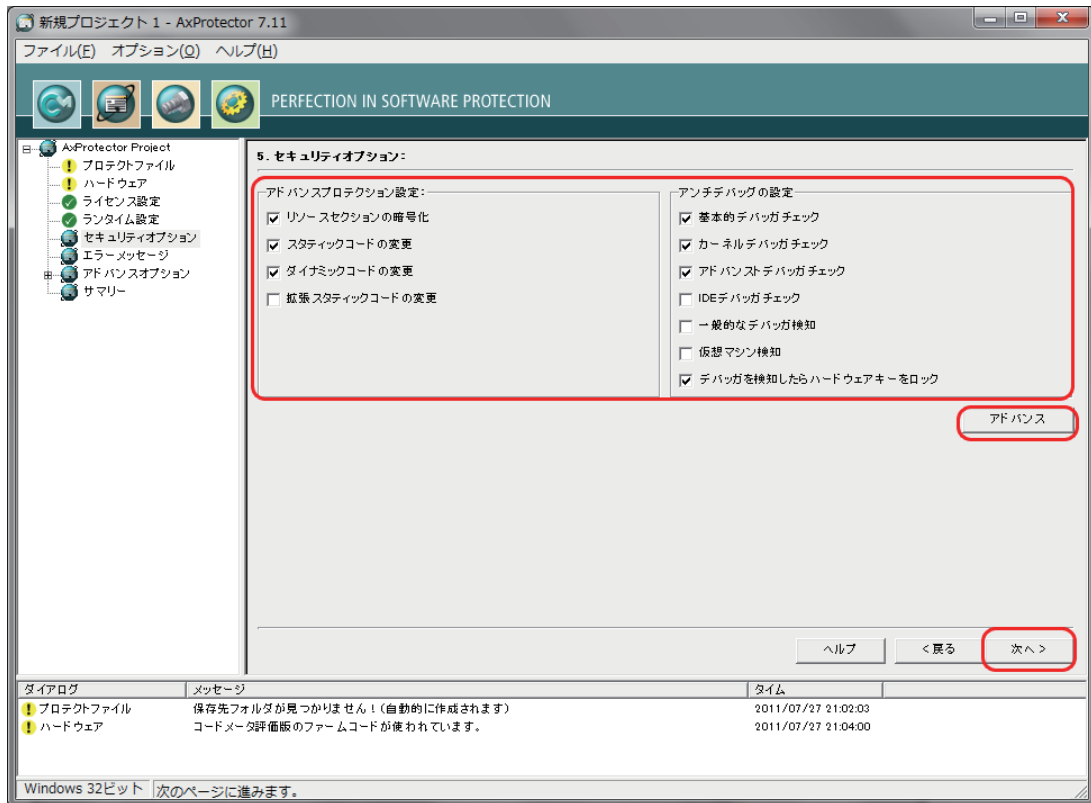 新規プロジェクト 1 - AxProtector 7.11
ファイル(F) オプション(O) ヘルプ(H)
PERFECTION IN SOFTWARE PROTECTION
AxProtector Project
プロテクトファイル
ハードウェア
ライセンス設定
ランタイム設定
セキュリティオプション
エラーメッセージ
アドバンスオプション
サマリー
5. セキュリティオプション:
アドバンスプロテクション設定:
リソースセクションの暗号化
スタティックコードの変更
ダイナミックコードの変更
拡張スタティックコードの変更
アンチデバッグの設定
基本的デバッガチェック
カーネルデバッガチェック
アドバンストデバッガチェック
IDEデバッガチェック
一般的なデバッガ検知
仮想マシン検知
デバッガを検知したらハードウェアキーをロック
アドバンス
ヘルプ <戻る 次へ>
ダイアログ メッセージ タイム
プロテクトファイル 保存先フォルダが見つかりません!(自動的に作成されます) 2011/07/27 21:02:03
ハードウェア コードメータ評価版のファームコードが使われています。 2011/07/27 21:04:00
Windows 32ビット 次のページに進みます。